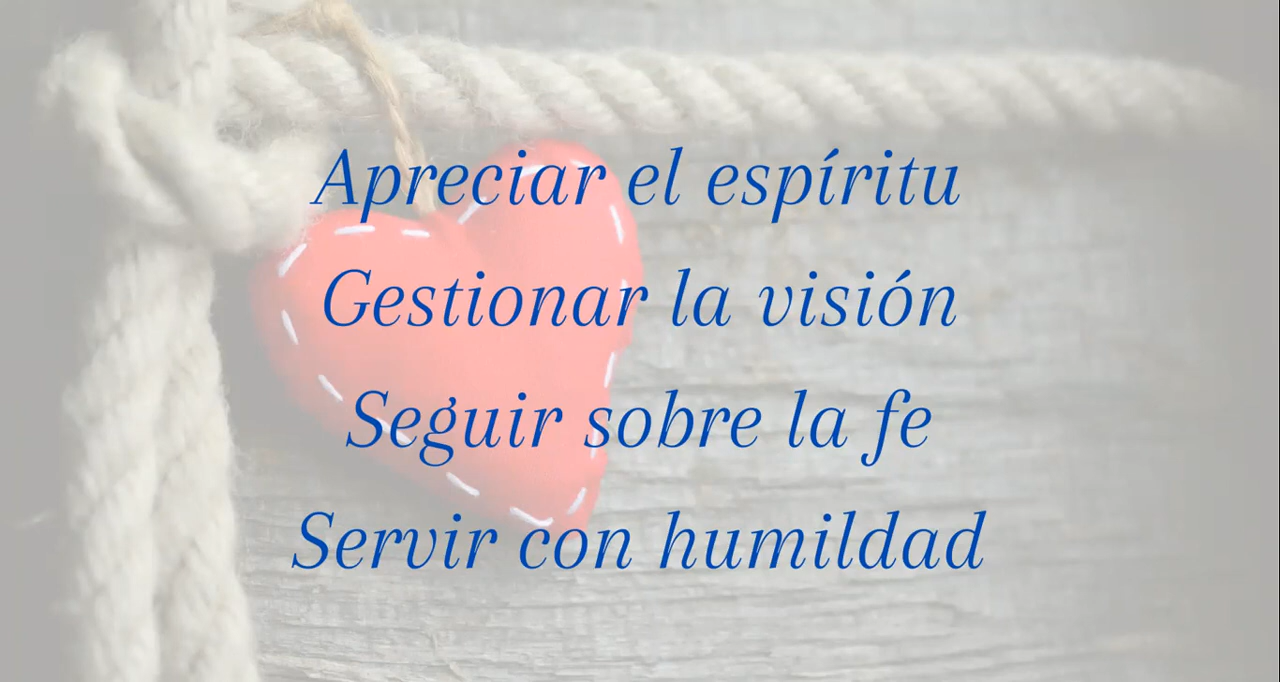 Apreciar el espíritu
Gestionar la visión
Seguir sobre la fe
Servir con humildad